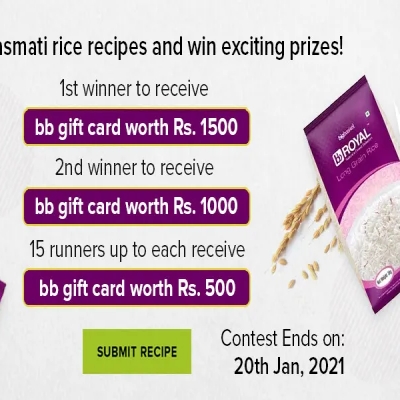 asmati rice recipes and win exciting prizes!
1st winner to receive
bb gift card worth Rs. 1500
2nd winner to receive
bb gift card worth Rs. 1000
15 runners up to each receive
bb gift card worth Rs. 500
SUBMIT RECIPE
Contest Ends on:
20th Jan, 2021
bigbasket
bb ROYAL
Long Grain Rice